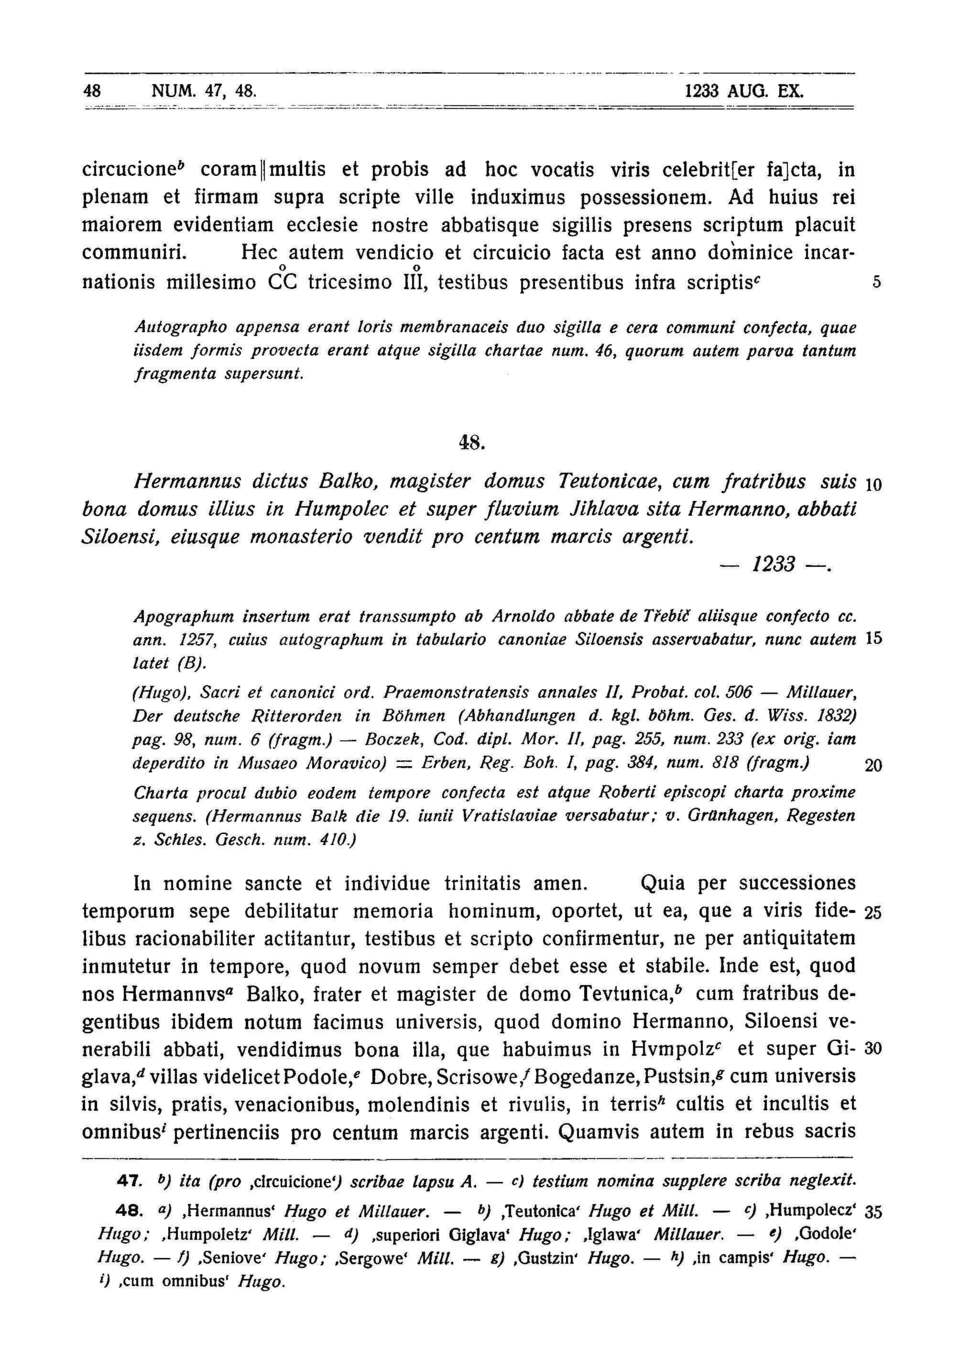 48 NUM. 47, 48. 1233 AUG. EX.
circucioneᵇ coram‖multis et probis ad hoc vocatis viris celebrit[er fa]cta, in
plenam et firmam supra scripte ville induximus possessionem. Ad huius rei
maiorem evidentiam ecclesie nostre abbatisque sigillis presens scriptum placuit
communiri. Hec autem vendicio et circuicio facta est anno dominice incar-
nationis millesimo C̊C tricesimo II̊I, testibus presentibus infra scriptisᶜ 5
Autographo appensa erant loris membranaceis duo sigilla e cera communi confecta, quae
iisdem formis provecta erant atque sigilla chartae num. 46, quorum autem parva tantum
fragmenta supersunt.
48.
Hermannus dictus Balko, magister domus Teutonicae, cum fratribus suis 10
bona domus illius in Humpolec et super fluvium Jihlava sita Hermanno, abbati
Siloensi, eiusque monasterio vendit pro centum marcis argenti.
— 1233 —.
Apographum insertum erat transsumpto ab Arnoldo abbate de Třebíč aliisque confecto cc.
ann. 1257, cuius autographum in tabulario canoniae Siloensis asservabatur, nunc autem 15
latet (B).
(Hugo), Sacri et canonici ord. Praemonstratensis annales II, Probat. col. 506 — Millauer,
Der deutsche Ritterorden in Böhmen (Abhandlungen d. kgl. böhm. Ges. d. Wiss. 1832)
pag. 98, num. 6 (fragm.) — Boczek, Cod. dipl. Mor. II, pag. 255, num. 233 (ex orig. iam
deperdito in Musaeo Moravico) = Erben, Reg. Boh. I, pag. 384, num. 818 (fragm.) 20
Charta procul dubio eodem tempore confecta est atque Roberti episcopi charta proxime
sequens. (Hermannus Balk die 19. iunii Vratislaviae versabatur; v. Grünhagen, Regesten
z. Schles. Gesch. num. 410.)
In nomine sancte et individue trinitatis amen. Quia per successiones
temporum sepe debilitatur memoria hominum, oportet, ut ea, que a viris fide- 25
libus racionabiliter actitantur, testibus et scripto confirmentur, ne per antiquitatem
inmutetur in tempore, quod novum semper debet esse et stabile. Inde est, quod
nos Hermannvsᵃ Balko, frater et magister de domo Tevtunica,ᵇ cum fratribus de-
gentibus ibidem notum facimus universis, quod domino Hermanno, Siloensi ve-
nerabili abbati, vendidimus bona illa, que habuimus in Hvmpolzᶜ et super Gi- 30
glava,ᵈ villas videlicet Podole,ᵉ Dobre, Scrisowe,ᶠ Bogedanze, Pustsin,ᵍ cum universis
in silvis, pratis, venacionibus, molendinis et rivulis, in terrisʰ cultis et incultis et
omnibusⁱ pertinenciis pro centum marcis argenti. Quamvis autem in rebus sacris
47. b) ita (pro ‚circuicione‘) scribae lapsu A. — c) testium nomina supplere scriba neglexit.
48. a) ‚Hermannus‘ Hugo et Millauer. — b) ‚Teutonica‘ Hugo et Mill. — c) ‚Humpolecz‘ 35
Hugo; ‚Humpoletz‘ Mill. — d) ‚superiori Giglava‘ Hugo; ‚Iglawa‘ Millauer. — e) ‚Godole‘
Hugo. — f) ‚Seniove‘ Hugo; ‚Sergowe‘ Mill. — g) ‚Gustzin‘ Hugo. — h) ‚in campis‘ Hugo. —
i) ‚cum omnibus‘ Hugo.